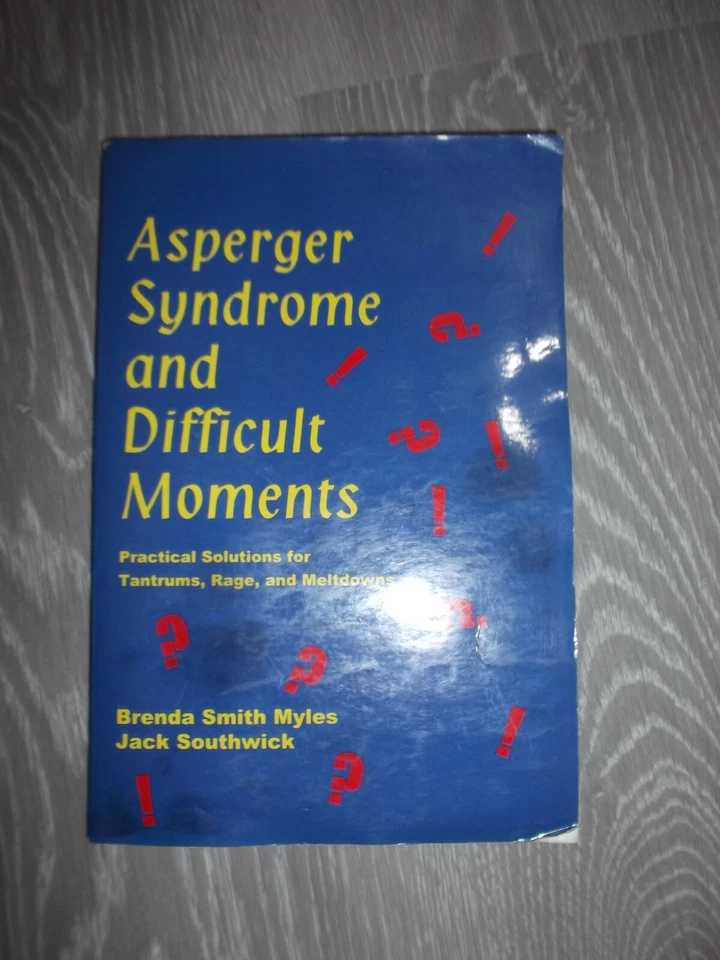 Asperger
Syndrome
and
Difficult
Moments
Practical Solutions for
Tantrums, Rage, and Meltdowns
Brenda Smith Myles
Jack Southwick